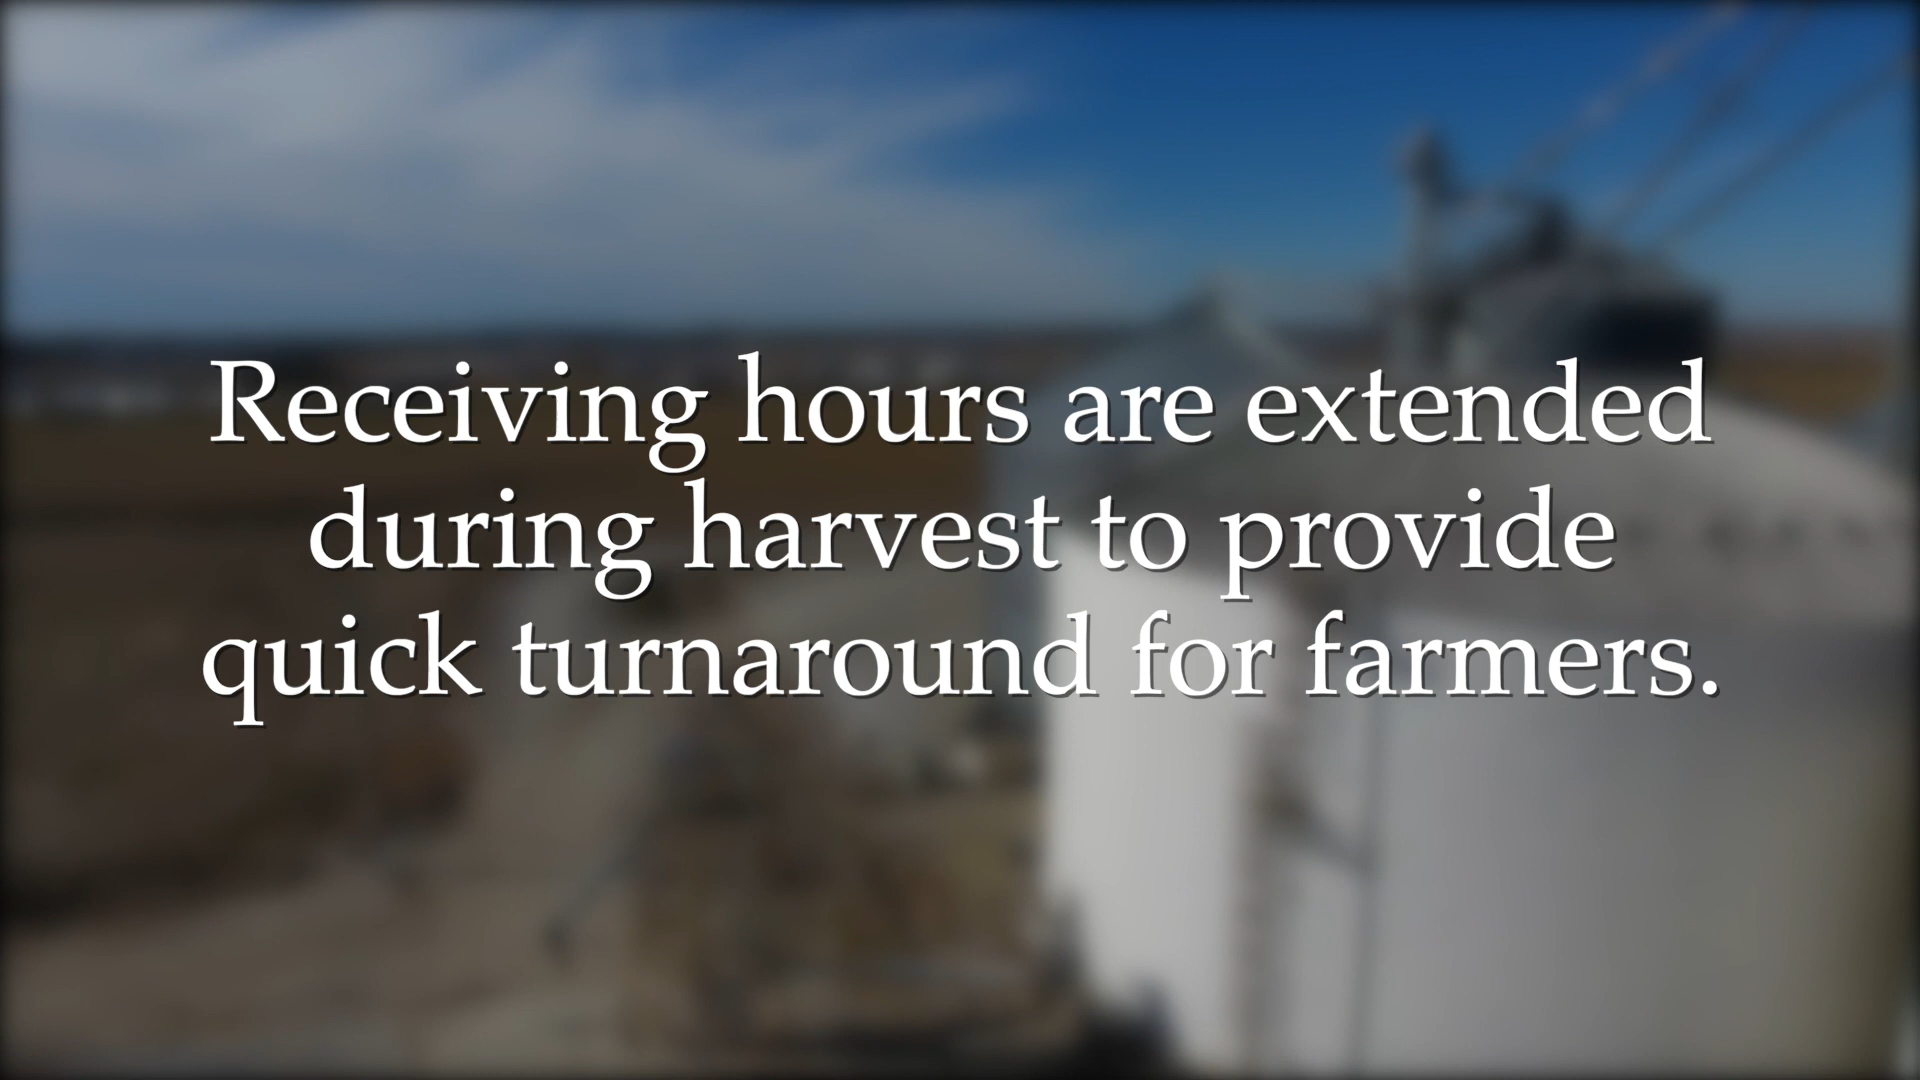 Receiving hours are extended
during harvest to provide
quick turnaround for farmers.